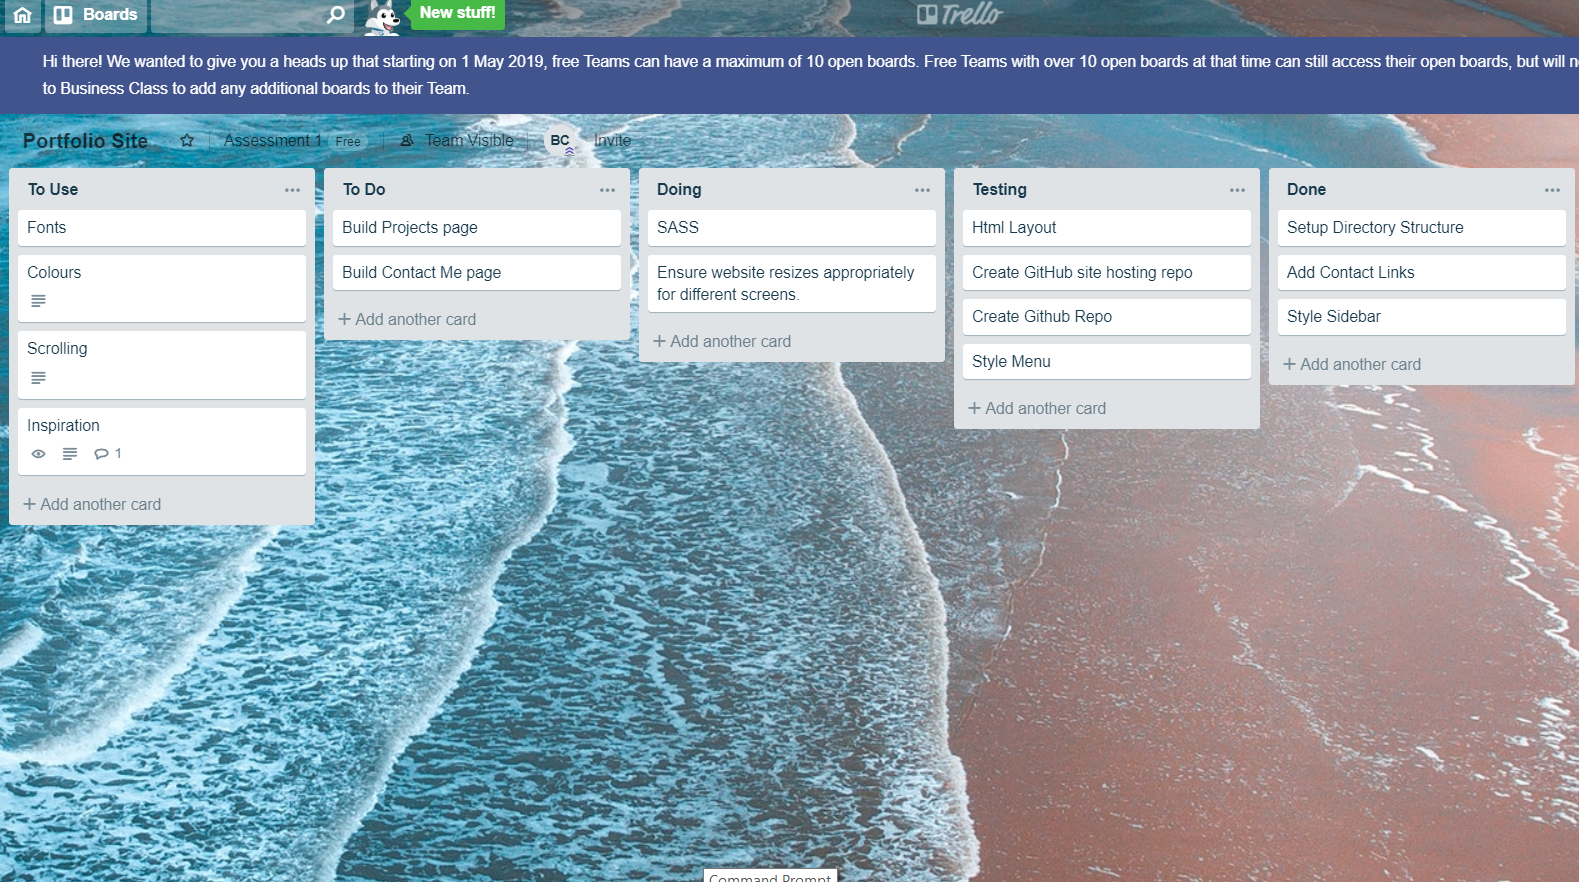 Boards
New stuff!
Trello
Hi there! We wanted to give you a heads up that starting on 1 May 2019, free Teams can have a maximum of 10 open boards. Free Teams with over 10 open boards at that time can still access their open boards, but will
to Business Class to add any additional boards to their Team.
Portfolio Site Assessment 1 Free Team Visible BC Invite
To Use
Fonts
Colours
Scrolling
Inspiration
1
+ Add another card
To Do
Build Projects page
Build Contact Me page
+ Add another card
Doing
SASS
Ensure website resizes appropriately
for different screens.
+ Add another card
Testing
Html Layout
Create GitHub site hosting repo
Create Github Repo
Style Menu
+ Add another card
Done
Setup Directory Structure
Add Contact Links
Style Sidebar
+ Add another card
Command Prompt